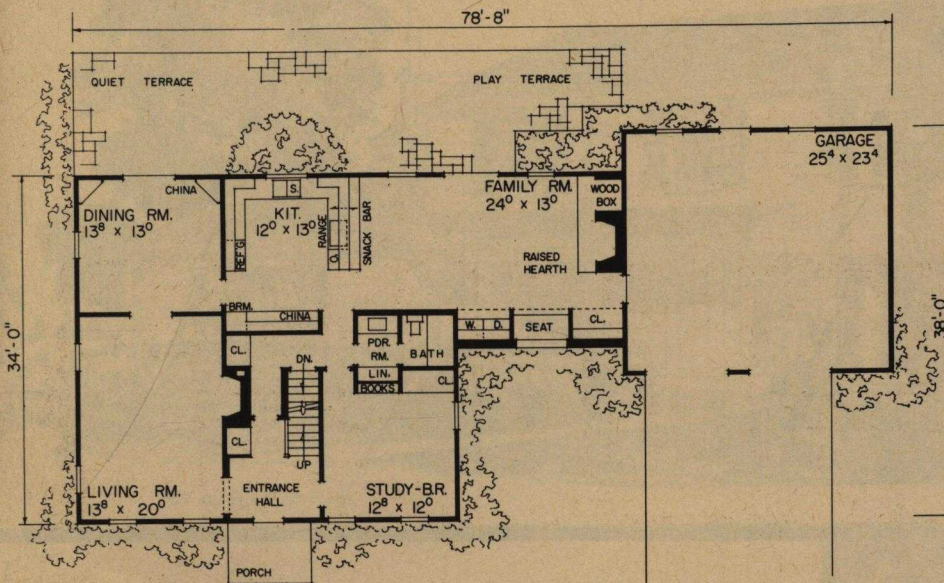 78'-8"
QUIET TERRACE
PLAY TERRACE
GARAGE
25⁴ x 23⁴
CHINA
S.
FAMILY RM.
24⁰ x 13⁰
WOOD
BOX
DINING RM.
13⁸ x 13⁰
KIT.
12⁰ x 13⁰
REF'G.
RANGE
O.
SNACK BAR
RAISED
HEARTH
34'-0"
38'-0"
BRM.
CHINA
W. D.
SEAT
CL.
CL.
DN.
PDR.
RM.
BATH
LIN.
BOOKS
CL.
CL.
UP
LIVING RM.
13⁸ x 20⁰
ENTRANCE
HALL
STUDY-B.R.
12⁸ x 12⁰
PORCH